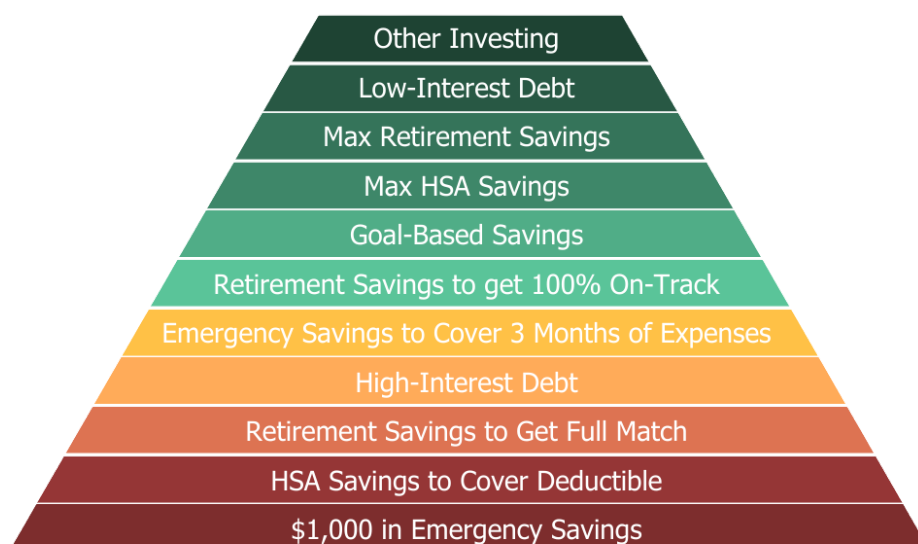 Other Investing
Low-Interest Debt
Max Retirement Savings
Max HSA Savings
Goal-Based Savings
Retirement Savings to get 100% On-Track
Emergency Savings to Cover 3 Months of Expenses
High-Interest Debt
Retirement Savings to Get Full Match
HSA Savings to Cover Deductible
$1,000 in Emergency Savings